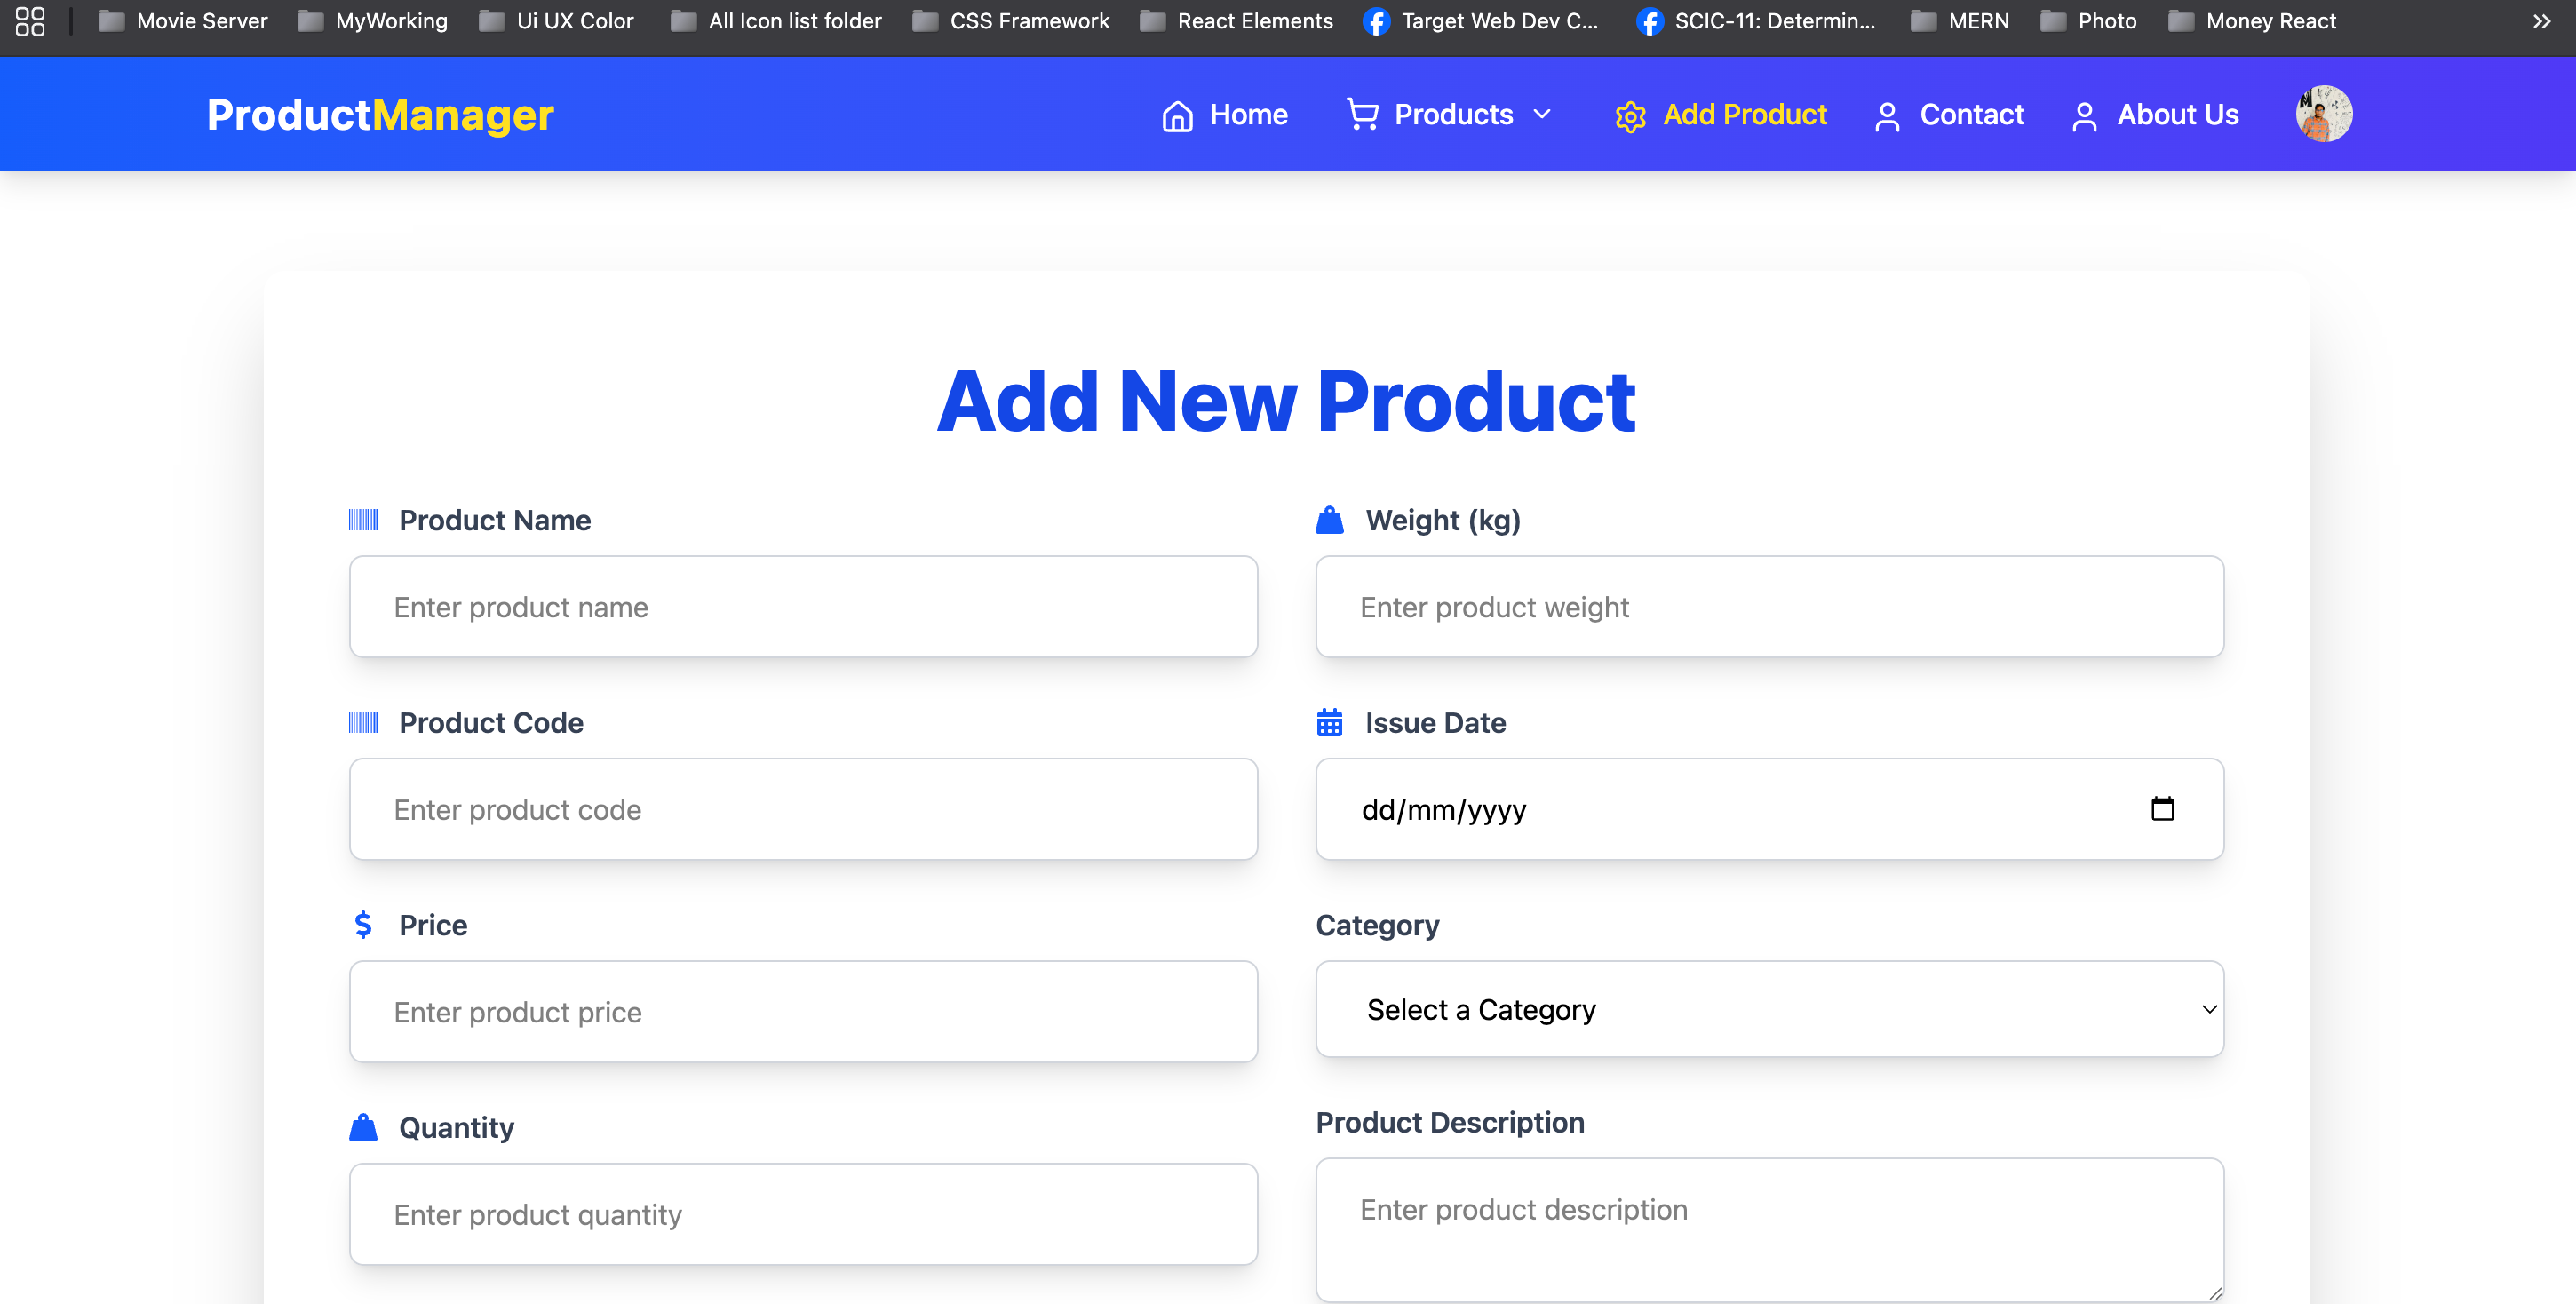 Movie Server MyWorking Ui UX Color All Icon list folder CSS Framework React Elements Target Web Dev C... SCIC-11: Determin... MERN Photo Money React
ProductManager Home Products Add Product Contact About Us
Add New Product
Product Name
Enter product name
Weight (kg)
Enter product weight
Product Code
Enter product code
Issue Date
dd/mm/yyyy
Price
Enter product price
Category
Select a Category
Quantity
Enter product quantity
Product Description
Enter product description